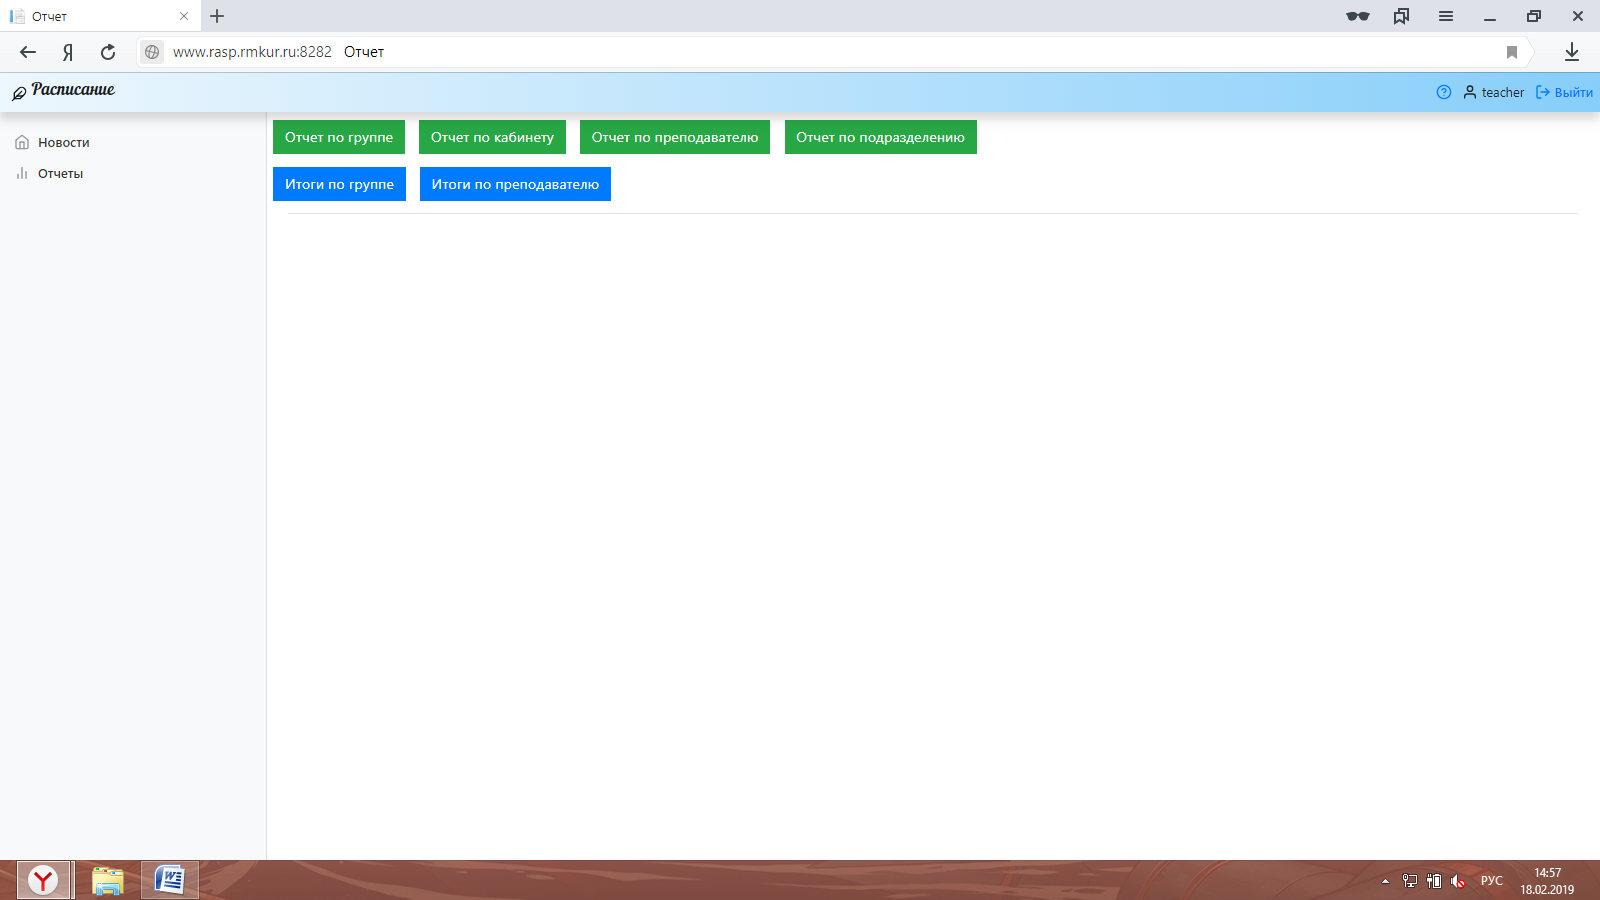 Отчет
www.rasp.rmkur.ru:8282 Отчет
Расписание
teacher Выйти
Новости
Отчеты
Отчет по группе Отчет по кабинету Отчет по преподавателю Отчет по подразделению
Итоги по группе Итоги по преподавателю
РУС
14:57
18.02.2019